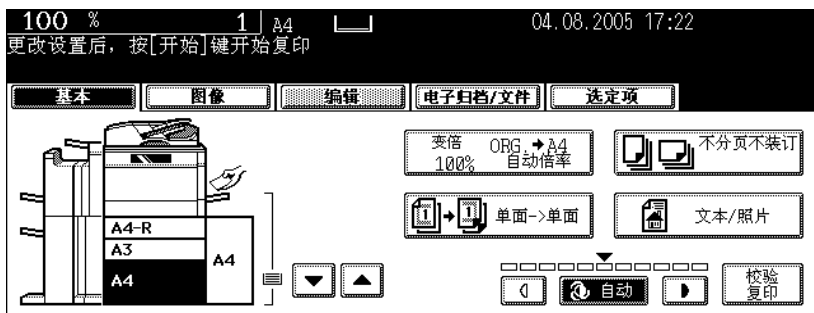 100 % 1 A4 04.08.2005 17:22
更改设置后, 按[开始]键开始复印
基本 图像 编辑 电子归档/文件 选定项
变倍 ORG.➔A4
100% 自动倍率
不分页不装订
1➔1 单面->单面
文本/照片
A4-R
A3
A4
A4
自动
校验
复印